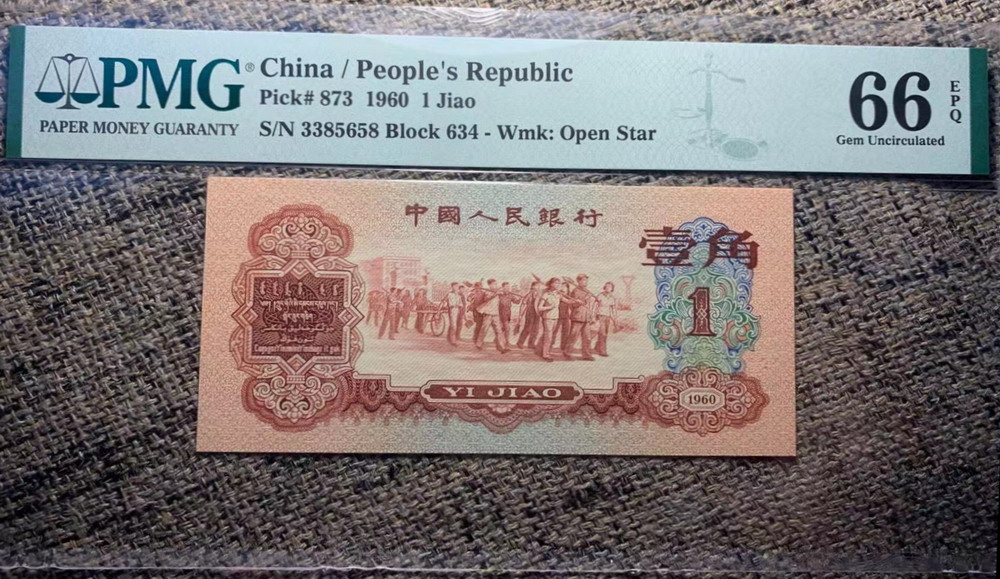 PMG® China / People's Republic
Pick# 873 1960 1 Jiao
PAPER MONEY GUARANTY
S/N 3385658 Block 634 - Wmk: Open Star
66 EPQ
Gem Uncirculated
中國人民銀行
壹角
1
YI JIAO
1960